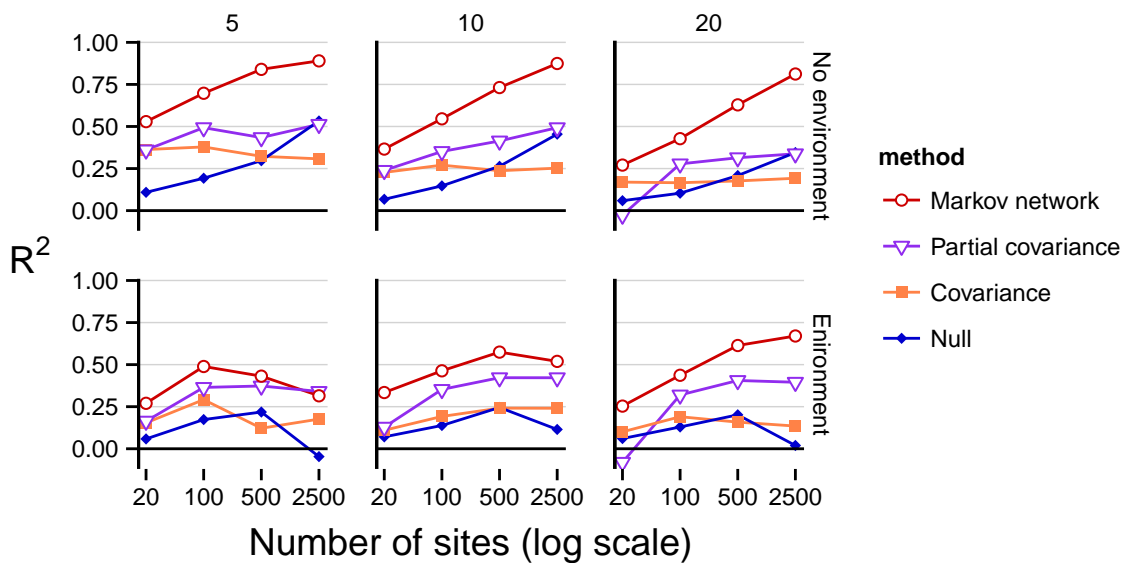 5 10 20
1.00
0.75
0.50
0.25
0.00
No environment
R2
1.00
0.75
0.50
0.25
0.00
Enironment
20 100 500 2500 20 100 500 2500 20 100 500 2500
Number of sites (log scale)
method
Markov network
Partial covariance
Covariance
Null